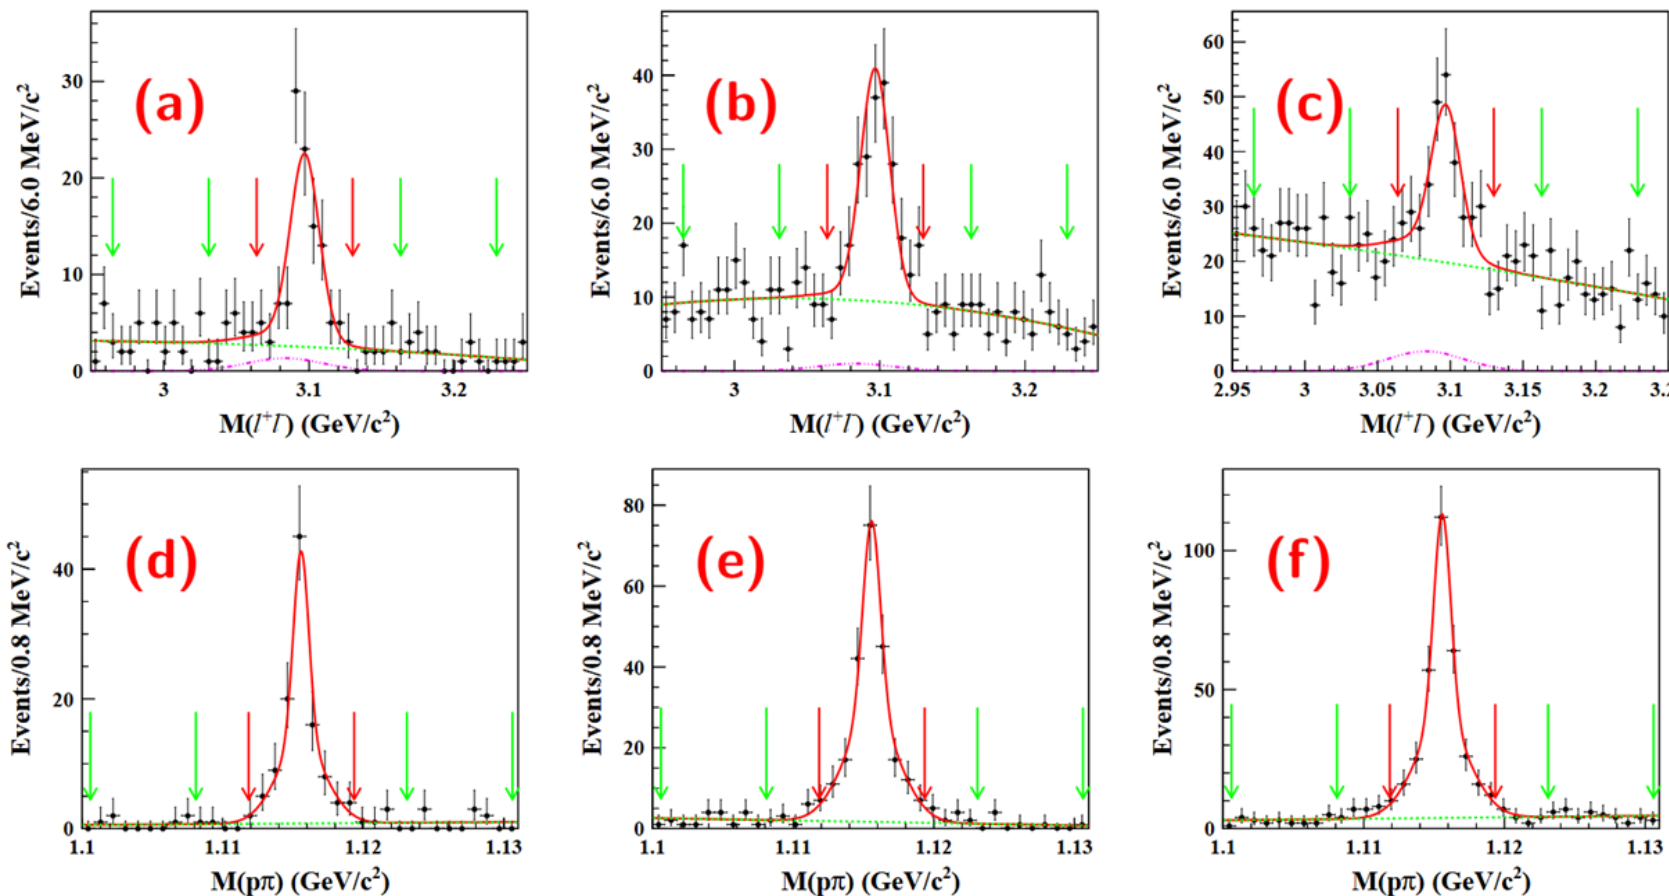 Events/6.0 MeV/c²
30
20
10
0
(a)
3
3.1
3.2
M(l⁺l⁻) (GeV/c²)
Events/6.0 MeV/c²
40
30
20
10
0
(b)
3
3.1
3.2
M(l⁺l⁻) (GeV/c²)
Events/6.0 MeV/c²
60
50
40
30
20
10
0
(c)
2.95
3
3.05
3.1
3.15
3.2
M(l⁺l⁻) (GeV/c²)
Events/0.8 MeV/c²
40
20
0
(d)
1.1
1.11
1.12
1.13
M(pπ) (GeV/c²)
Events/0.8 MeV/c²
80
60
40
20
0
(e)
1.1
1.11
1.12
1.13
M(pπ) (GeV/c²)
Events/0.8 MeV/c²
100
50
0
(f)
1.1
1.11
1.12
1.13
M(pπ) (GeV/c²)